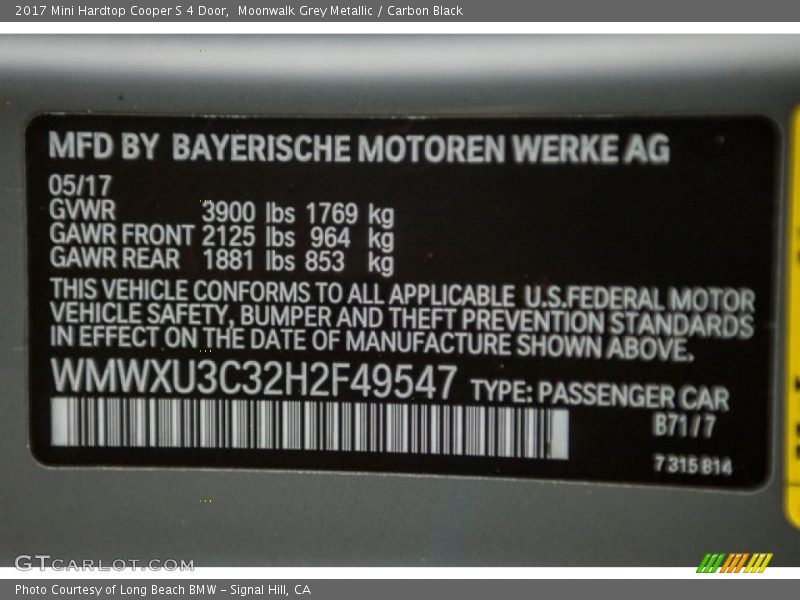 2017 Mini Hardtop Cooper S 4 Door,  Moonwalk Grey Metallic / Carbon Black
MFD BY BAYERISCHE MOTOREN WERKE AG
05/17
GVWR 3900 lbs 1769 kg
GAWR FRONT 2125 lbs 964 kg
GAWR REAR 1881 lbs 853 kg
THIS VEHICLE CONFORMS TO ALL APPLICABLE U.S.FEDERAL MOTOR
VEHICLE SAFETY, BUMPER AND THEFT PREVENTION STANDARDS
IN EFFECT ON THE DATE OF MANUFACTURE SHOWN ABOVE.
WMWXU3C32H2F49547 TYPE: PASSENGER CAR
B71/7
7 315 814
GTCARLOT.COM
Photo Courtesy of Long Beach BMW - Signal Hill, CA